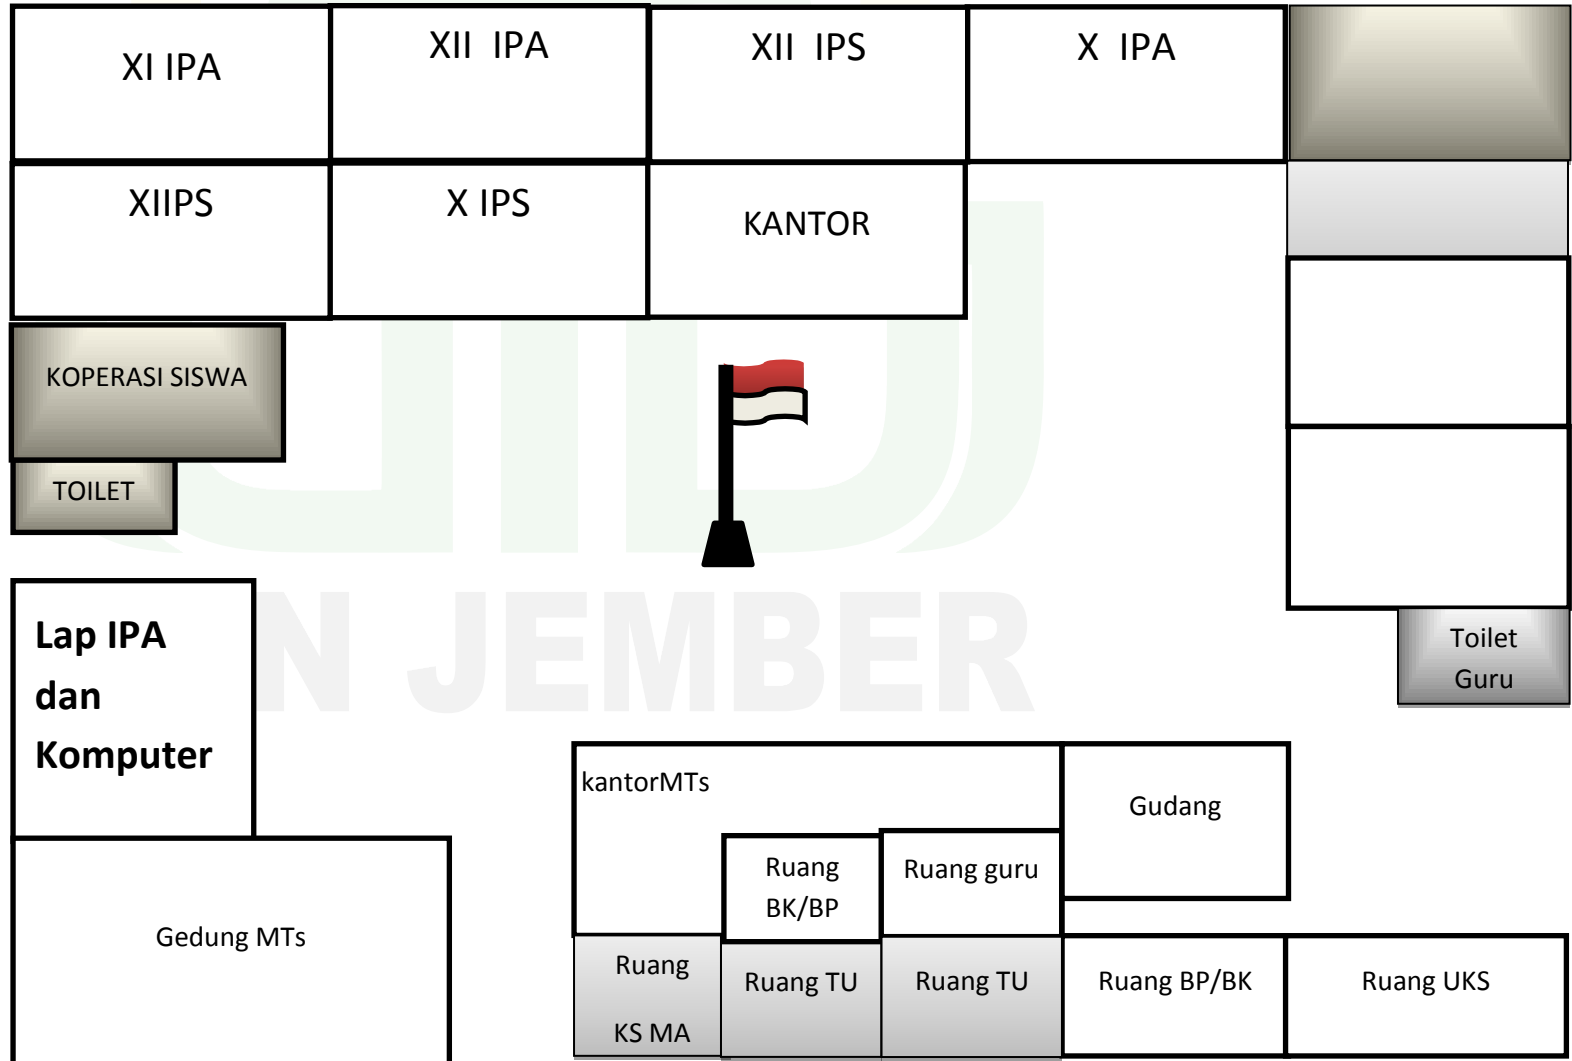 XI IPA
XII IPA
XII IPS
X IPA
XIIPS
X IPS
KANTOR
KOPERASI SISWA
TOILET
Lap IPA
dan
Komputer
Toilet
Guru
kantorMTs
Gudang
Ruang
BK/BP
Ruang guru
Gedung MTs
Ruang
KS MA
Ruang TU
Ruang TU
Ruang BP/BK
Ruang UKS
N JEMBER